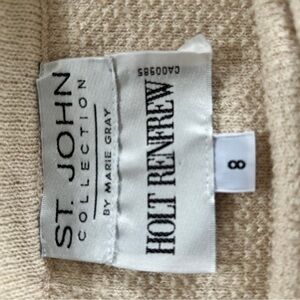 ST. JOHN
COLLECTION
BY MARIE GRAY
HOLT RENFREW
CA00585
8